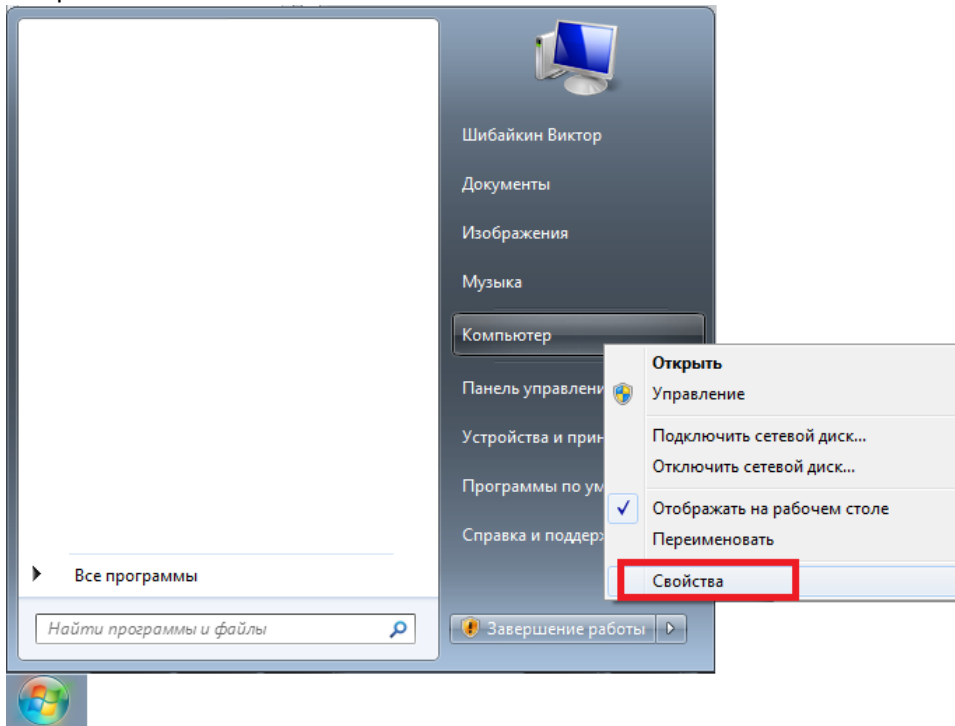 Шибайкин Виктор
Документы
Изображения
Музыка
Компьютер
Панель управлени
Устройства и прин
Программы по ум
Справка и поддер
Открыть
Управление
Подключить сетевой диск...
Отключить сетевой диск...
Отображать на рабочем столе
Переименовать
Свойства
Все программы
Найти программы и файлы
Завершение работы